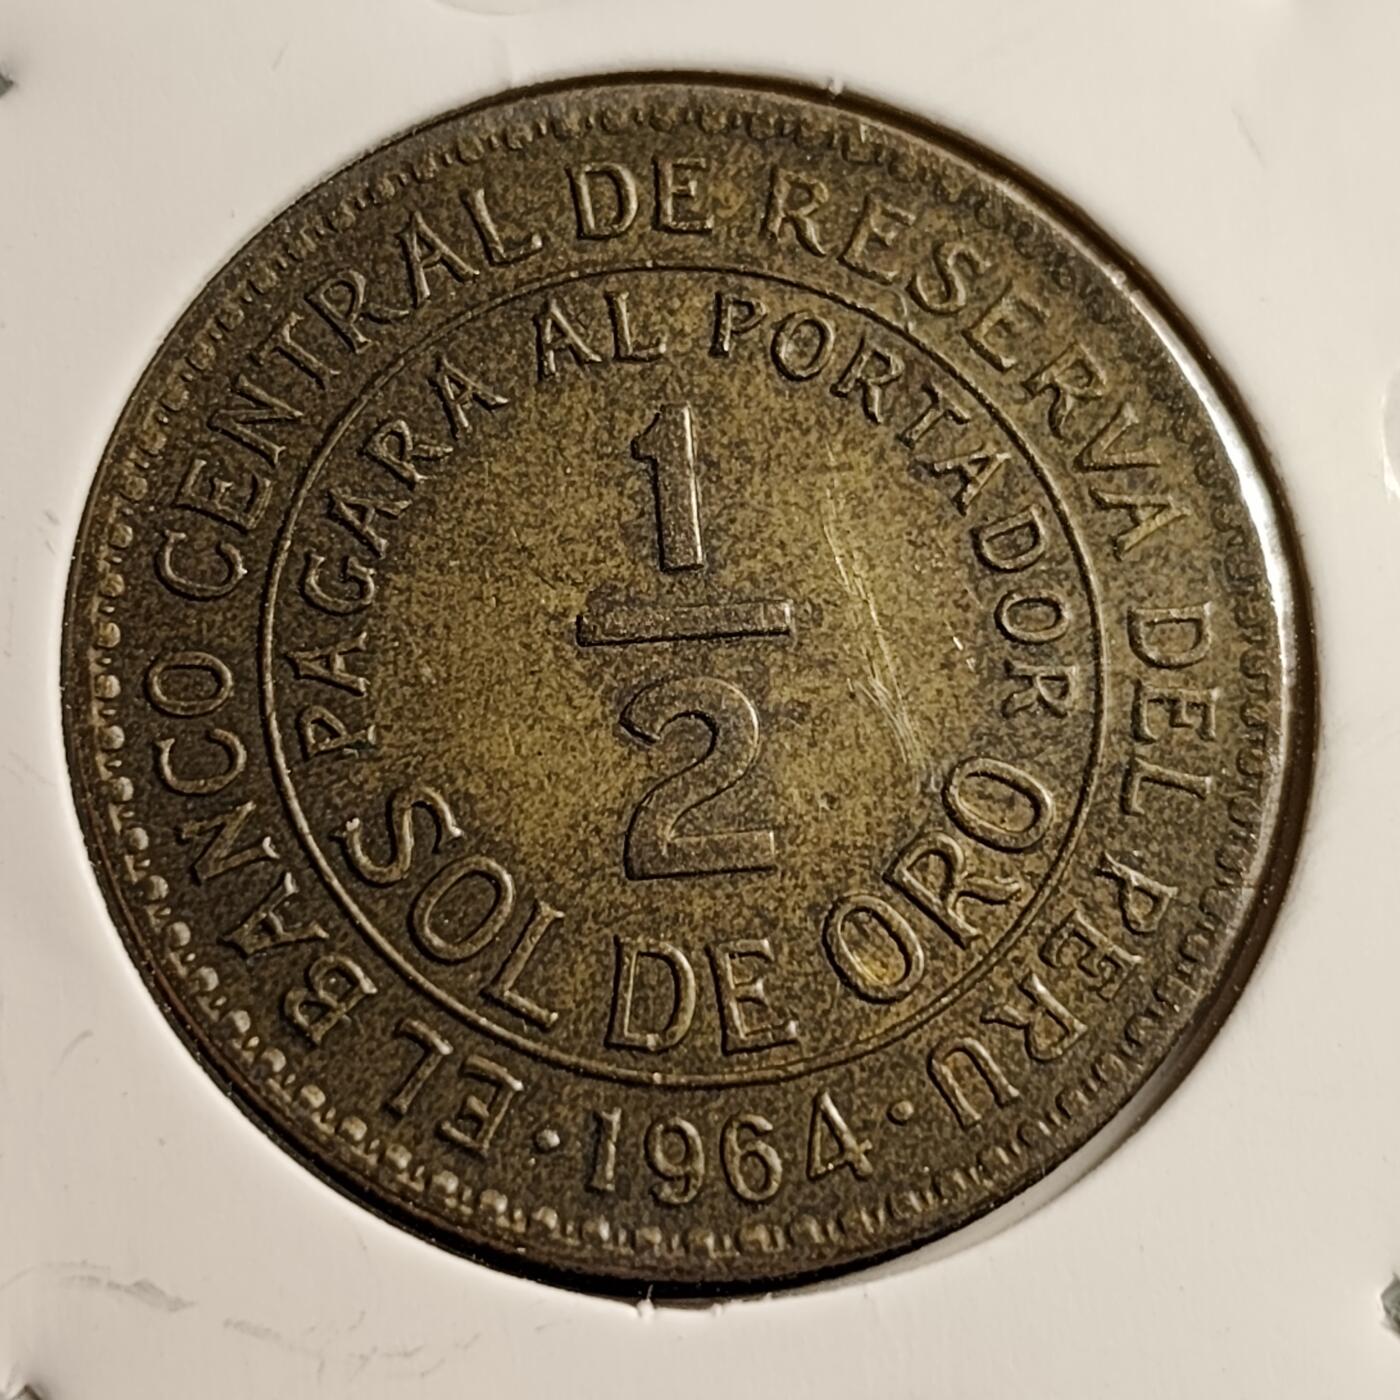 EL BANCO CENTRAL DE RESERVA DEL PERU
PAGARA AL PORTADOR
1
2
SOL DE ORO
·1964·